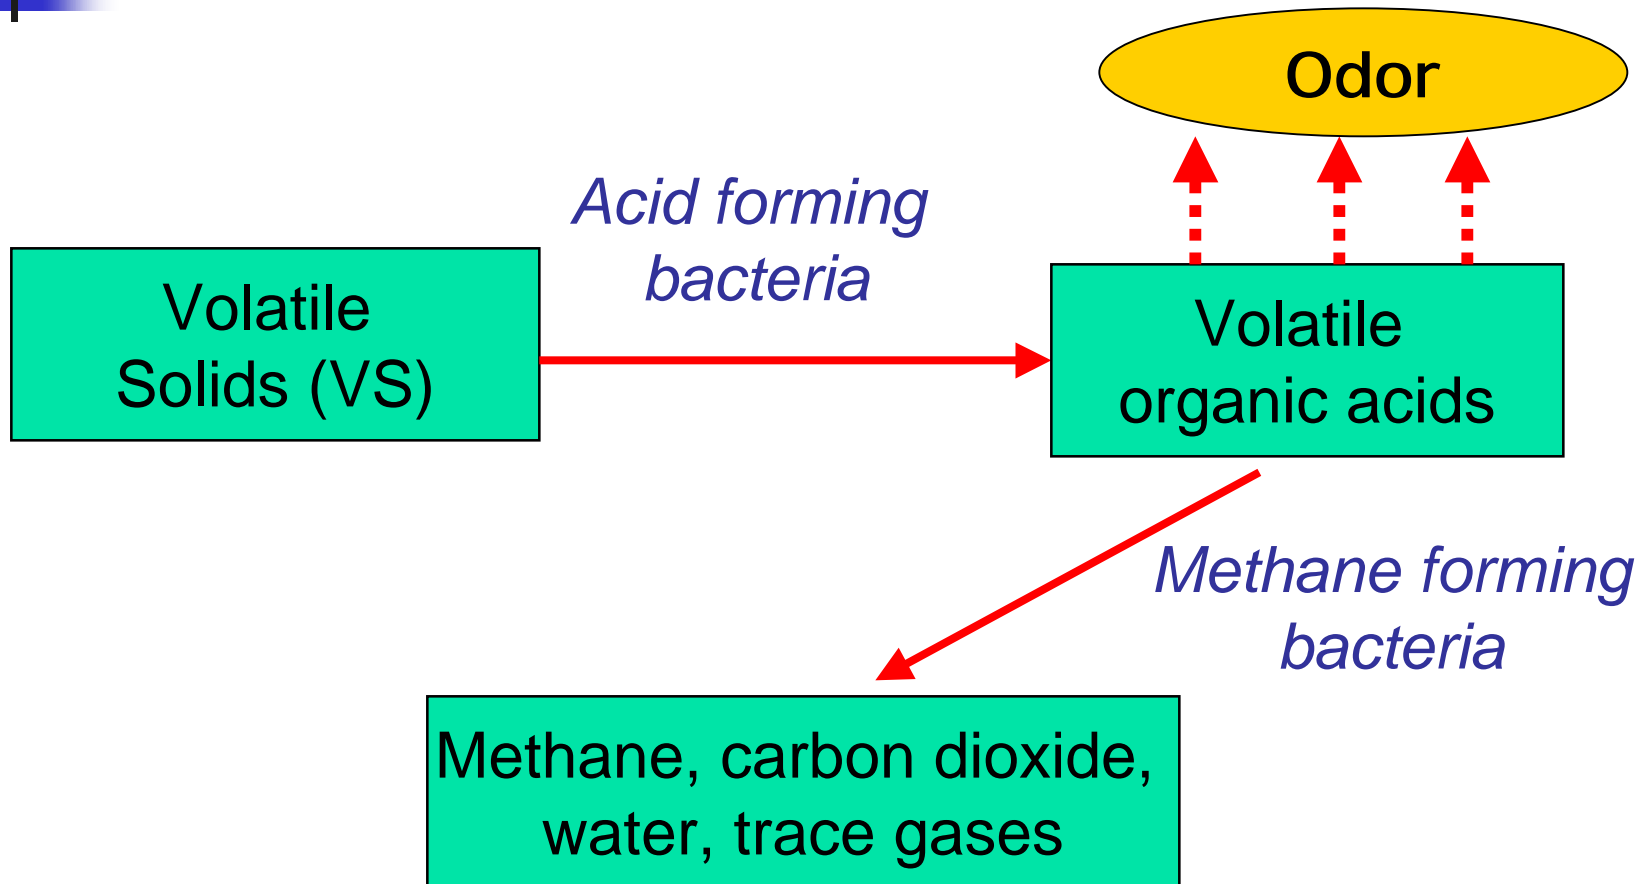 Odor
Acid forming
bacteria
Volatile
Solids (VS)
Volatile
organic acids
Methane forming
bacteria
Methane, carbon dioxide,
water, trace gases